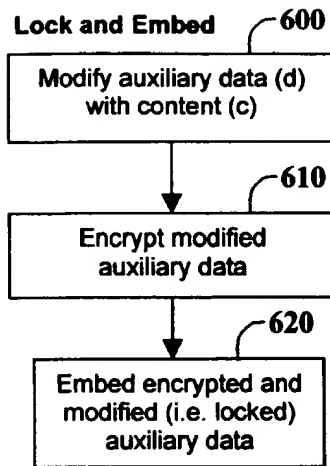 Lock and Embed
600
Modify auxiliary data (d)
with content (c)
610
Encrypt modified
auxiliary data
620
Embed encrypted and
modified (i.e. locked)
auxiliary data